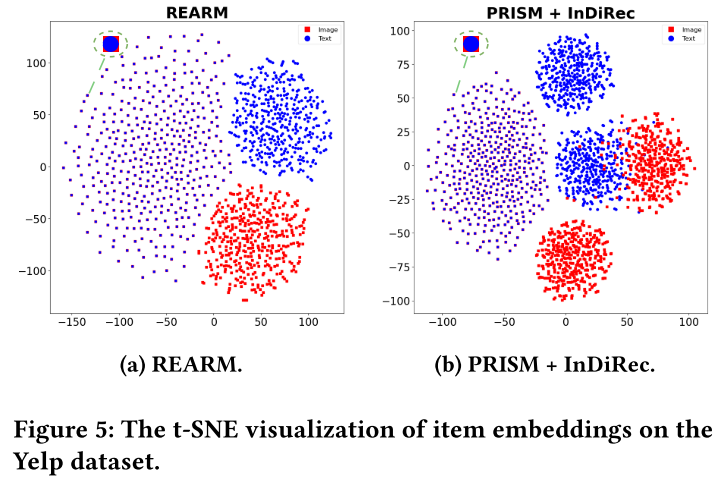 REARM
Image
Text
100
50
0
−50
−100
−150 −100 −50 0 50 100
(a) REARM.
PRISM + InDiRec
Image
Text
100
75
50
25
0
−25
−50
−75
−100
−100 −50 0 50 100
(b) PRISM + InDiRec.
Figure 5: The t-SNE visualization of item embeddings on the
Yelp dataset.